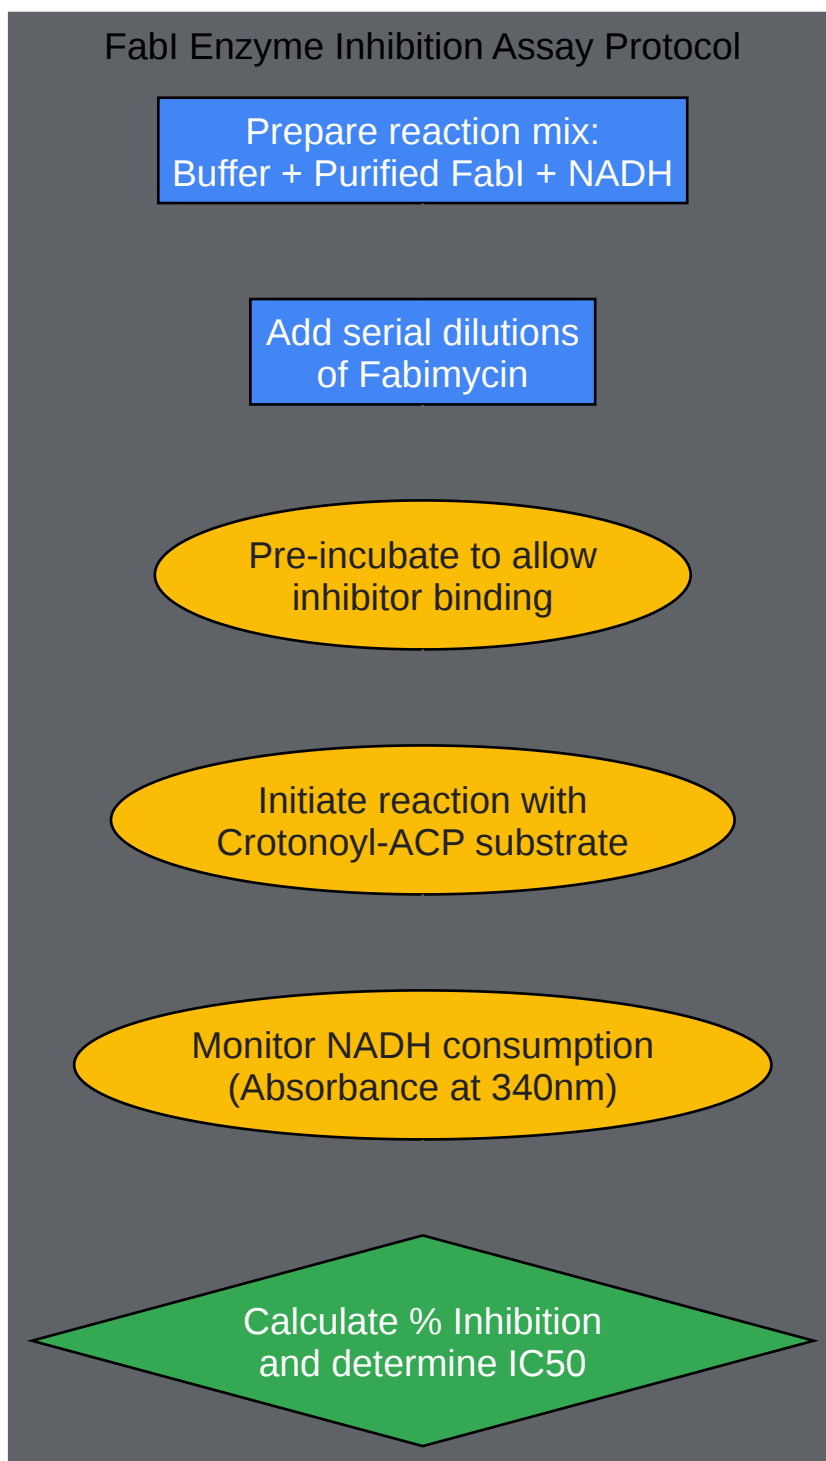 FabI Enzyme Inhibition Assay Protocol
Prepare reaction mix:
Buffer + Purified FabI + NADH
Add serial dilutions
of Fabimycin
Pre-incubate to allow
inhibitor binding
Initiate reaction with
Crotonoyl-ACP substrate
Monitor NADH consumption
(Absorbance at 340nm)
Calculate % Inhibition
and determine IC50